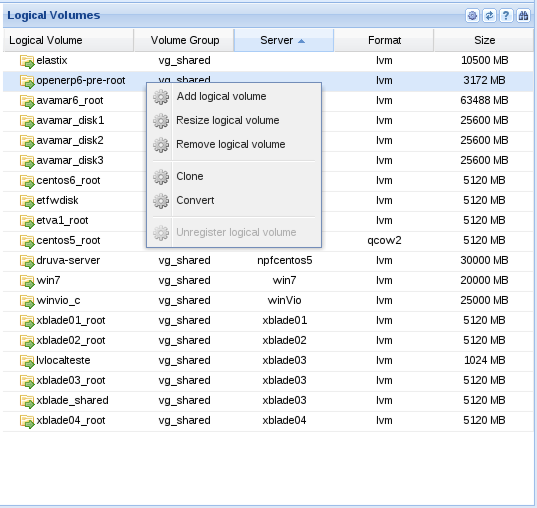 Logical Volumes
Logical Volume Volume Group Server Format Size
elastix vg_shared lvm 10500 MB
openerp6-pre-root vg_shared lvm 3172 MB
Add logical volume
Resize logical volume
Remove logical volume
Clone
Convert
Unregister logical volume
avamar6_root lvm 63488 MB
avamar_disk1 lvm 25600 MB
avamar_disk2 lvm 25600 MB
avamar_disk3 lvm 25600 MB
centos6_root lvm 5120 MB
etfwdisk lvm 5120 MB
etva1_root lvm 5120 MB
centos5_root qcow2 5120 MB
druva-server vg_shared npfcentos5 lvm 30000 MB
win7 vg_shared win7 lvm 20000 MB
winvio_c vg_shared winVio lvm 25000 MB
xblade01_root vg_shared xblade01 lvm 5120 MB
xblade02_root vg_shared xblade02 lvm 5120 MB
lvlocalteste vg_shared xblade03 lvm 1024 MB
xblade03_root vg_shared xblade03 lvm 5120 MB
xblade_shared vg_shared xblade03 lvm 5120 MB
xblade04_root vg_shared xblade04 lvm 5120 MB